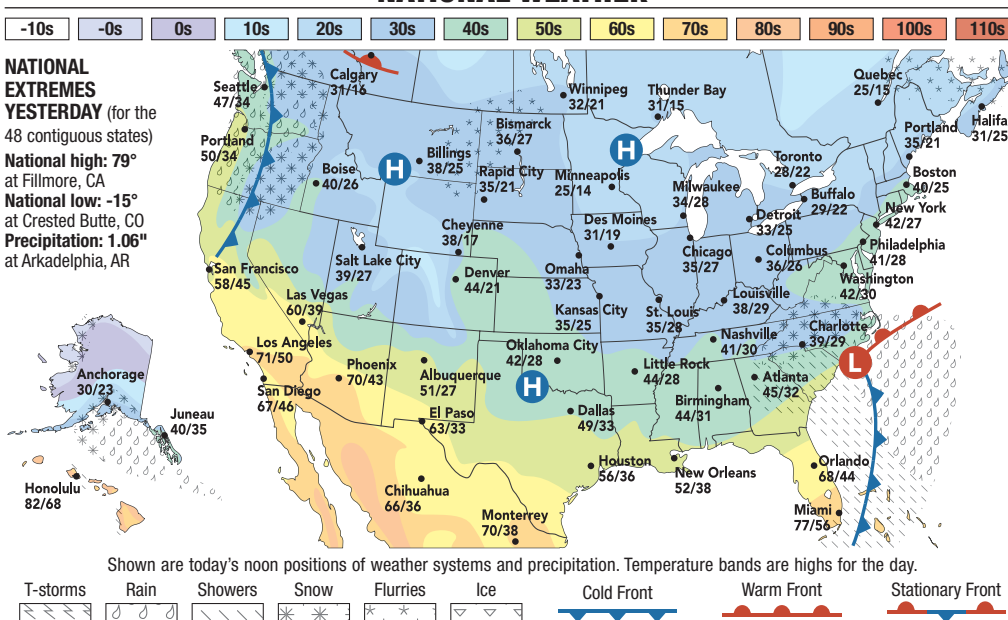 NATIONAL WEATHER
-10s -0s 0s 10s 20s 30s 40s 50s 60s 70s 80s 90s 100s 110s
NATIONAL
EXTREMES
YESTERDAY (for the
48 contiguous states)
National high: 79°
at Fillmore, CA
National low: -15°
at Crested Butte, CO
Precipitation: 1.06"
at Arkadelphia, AR
Seattle
47/34
Calgary
31/16
Winnipeg
32/21
Thunder Bay
31/15
Quebec
25/15
Halifa
31/25
Portland
50/34
Boise
40/26
Billings
38/25
Bismarck
36/27
Rapid City
35/21
Minneapolis
25/14
Milwaukee
34/28
Toronto
28/22
Portland
35/21
Boston
40/25
Buffalo
29/22
New York
42/27
Detroit
33/25
Philadelphia
41/28
Cheyenne
38/17
Des Moines
31/19
Chicago
35/27
Columbus
36/26
Washington
42/30
San Francisco
58/45
Salt Lake City
39/27
Denver
44/21
Omaha
33/23
Kansas City
35/25
St. Louis
35/28
Louisville
38/29
Las Vegas
60/39
Los Angeles
71/50
Phoenix
70/43
Albuquerque
51/27
Oklahoma City
42/28
Little Rock
44/28
Nashville
41/30
Charlotte
39/29
San Diego
67/46
El Paso
63/33
Dallas
49/33
Birmingham
44/31
Atlanta
45/32
Anchorage
30/23
Juneau
40/35
Honolulu
82/68
Chihuahua
66/36
Monterrey
70/38
Houston
56/36
New Orleans
52/38
Orlando
68/44
Miami
77/56
H
H
H
L
Shown are today's noon positions of weather systems and precipitation. Temperature bands are highs for the day.
T-storms Rain Showers Snow Flurries Ice Cold Front Warm Front Stationary Front